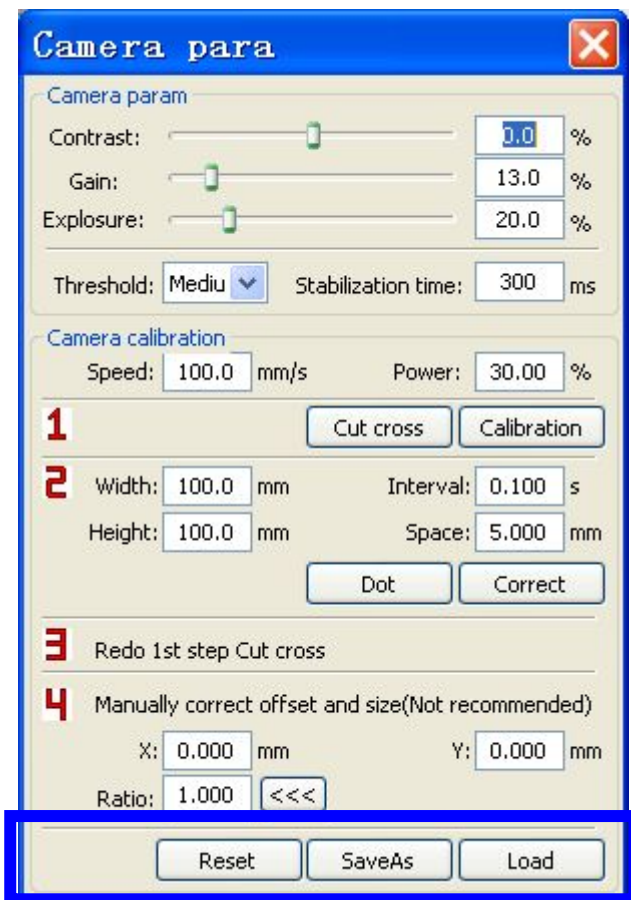 Camera para
Camera param
Contrast: 0.0 %
Gain: 13.0 %
Explosure: 20.0 %
Threshold: Mediu Stabilization time: 300 ms
Camera calibration
Speed: 100.0 mm/s Power: 30.00 %
1 Cut cross Calibration
2 Width: 100.0 mm Interval: 0.100 s
Height: 100.0 mm Space: 5.000 mm
Dot Correct
3 Redo 1st step Cut cross
4 Manually correct offset and size(Not recommended)
X: 0.000 mm Y: 0.000 mm
Ratio: 1.000 <<<
Reset SaveAs Load